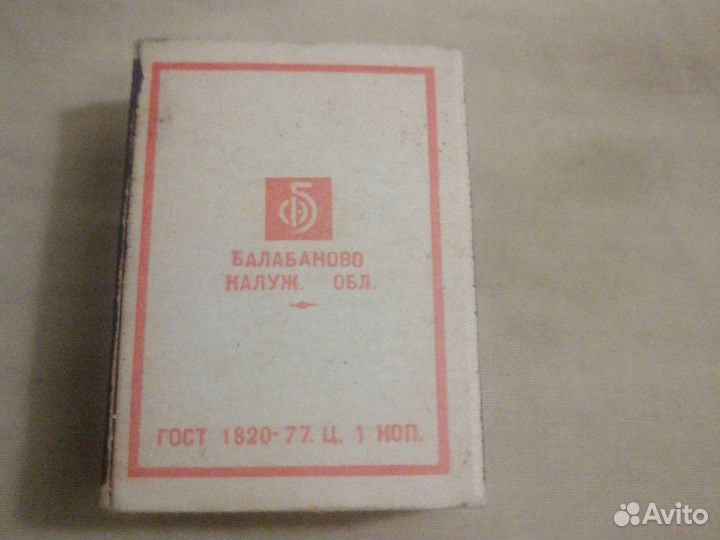 БАЛАБАНОВО
КАЛУЖ. ОБЛ.
ГОСТ 1820-77. Ц. 1 КОП.
Avito